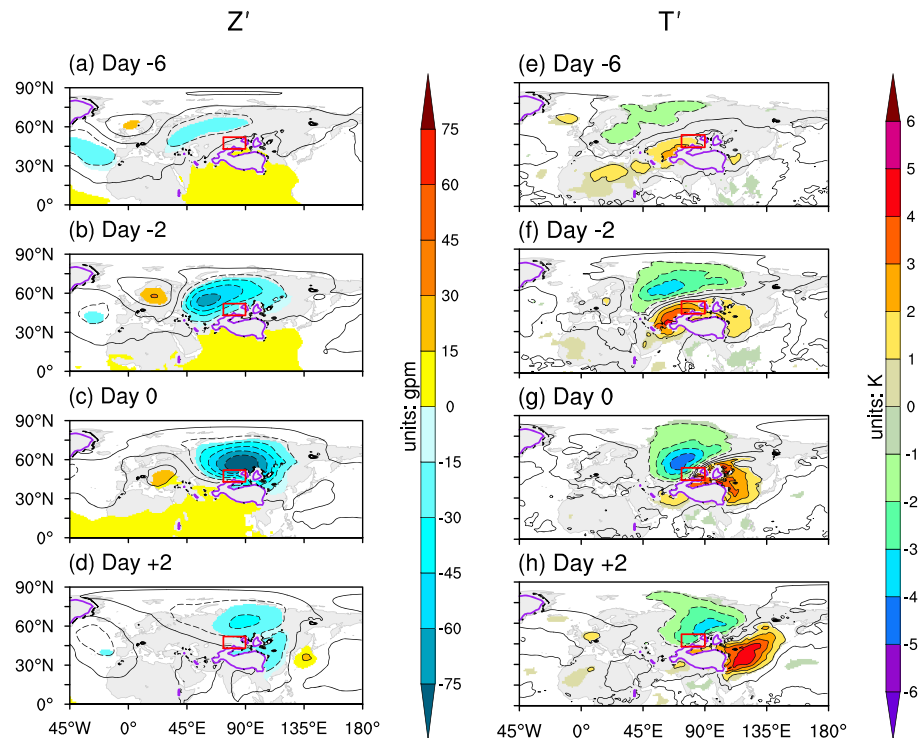 Z′
T′
(a) Day -6
90°N
60°N
30°N
0°
(b) Day -2
90°N
60°N
30°N
0°
(c) Day 0
90°N
60°N
30°N
0°
(d) Day +2
90°N
60°N
30°N
0°
45°W 0° 45°E 90°E 135°E 180°
75
60
45
30
15
0
-15
-30
-45
-60
-75
units: gpm
(e) Day -6
(f) Day -2
(g) Day 0
(h) Day +2
45°W 0° 45°E 90°E 135°E 180°
6
5
4
3
2
1
0
-1
-2
-3
-4
-5
-6
units: K